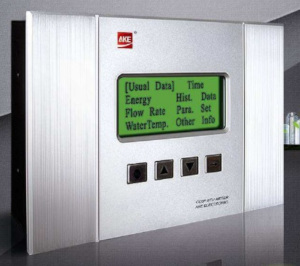 AKE
[Usual Data] Time
Energy Hist. Data
Flow Rate Para. Set
WaterTemp. Other Info